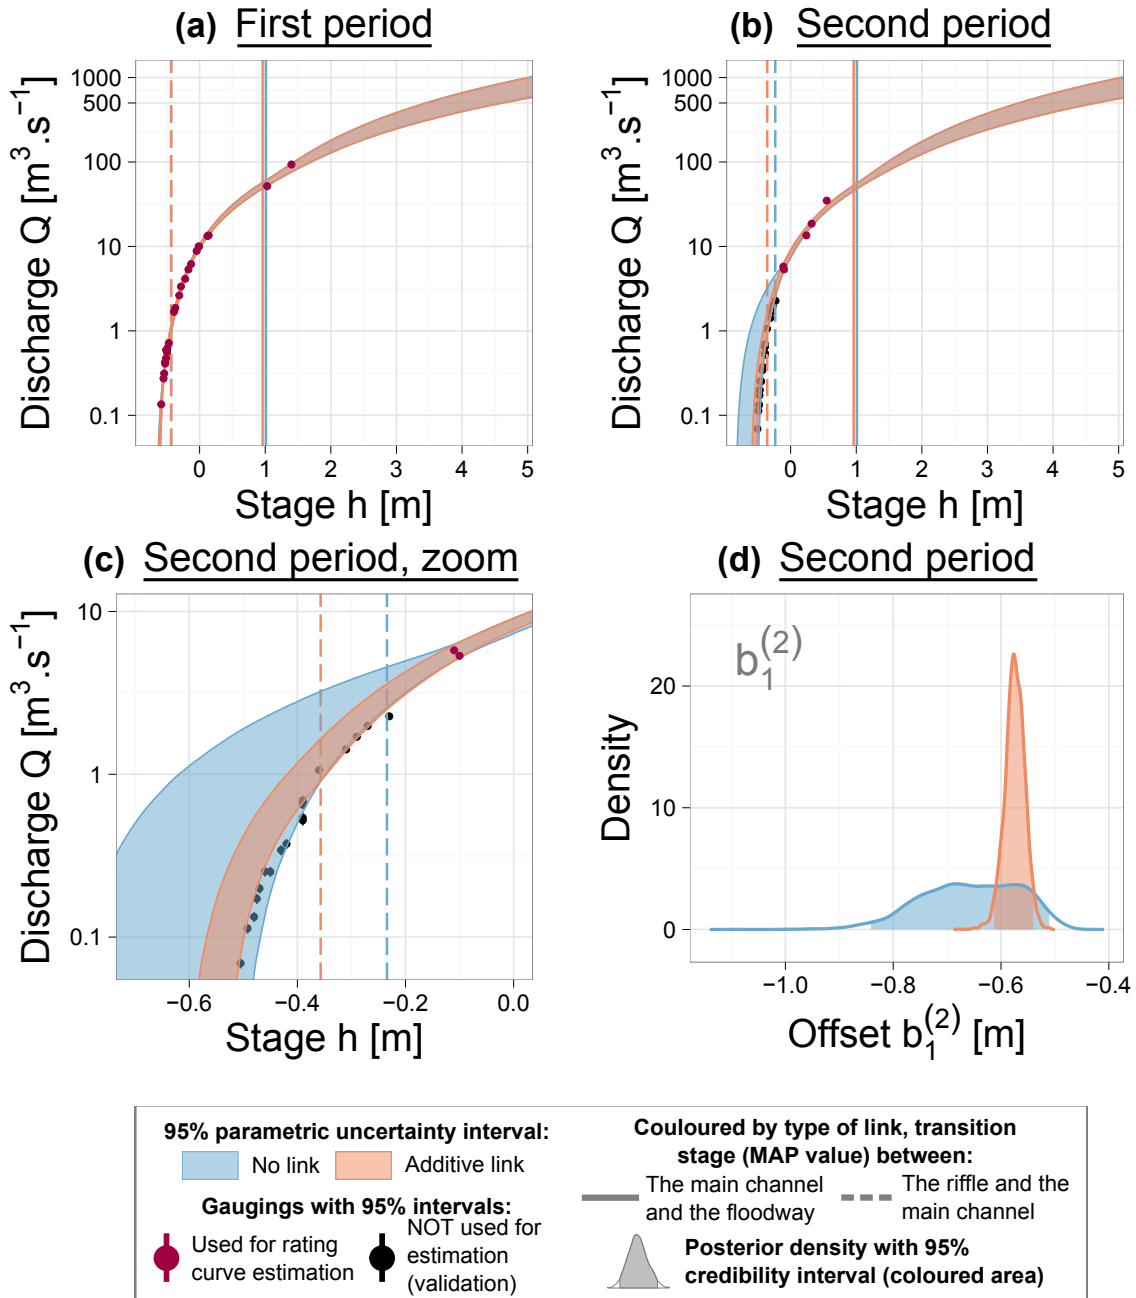 (a) First period
Discharge Q [m³.s⁻¹]
1000
500
100
10
1
0.1
0 1 2 3 4 5
Stage h [m]
(b) Second period
Discharge Q [m³.s⁻¹]
1000
500
100
10
1
0.1
0 1 2 3 4 5
Stage h [m]
(c) Second period, zoom
Discharge Q [m³.s⁻¹]
10
1
0.1
−0.6 −0.4 −0.2 0.0
Stage h [m]
(d) Second period
b₁⁽²⁾
Density
20
10
0
−1.0 −0.8 −0.6 −0.4
Offset b₁⁽²⁾ [m]
95% parametric uncertainty interval:
No link Additive link
Gaugings with 95% intervals:
Used for rating
curve estimation
NOT used for
estimation
(validation)
Couloured by type of link, transition
stage (MAP value) between:
The main channel
and the floodway
The riffle and the
main channel
Posterior density with 95%
credibility interval (coloured area)